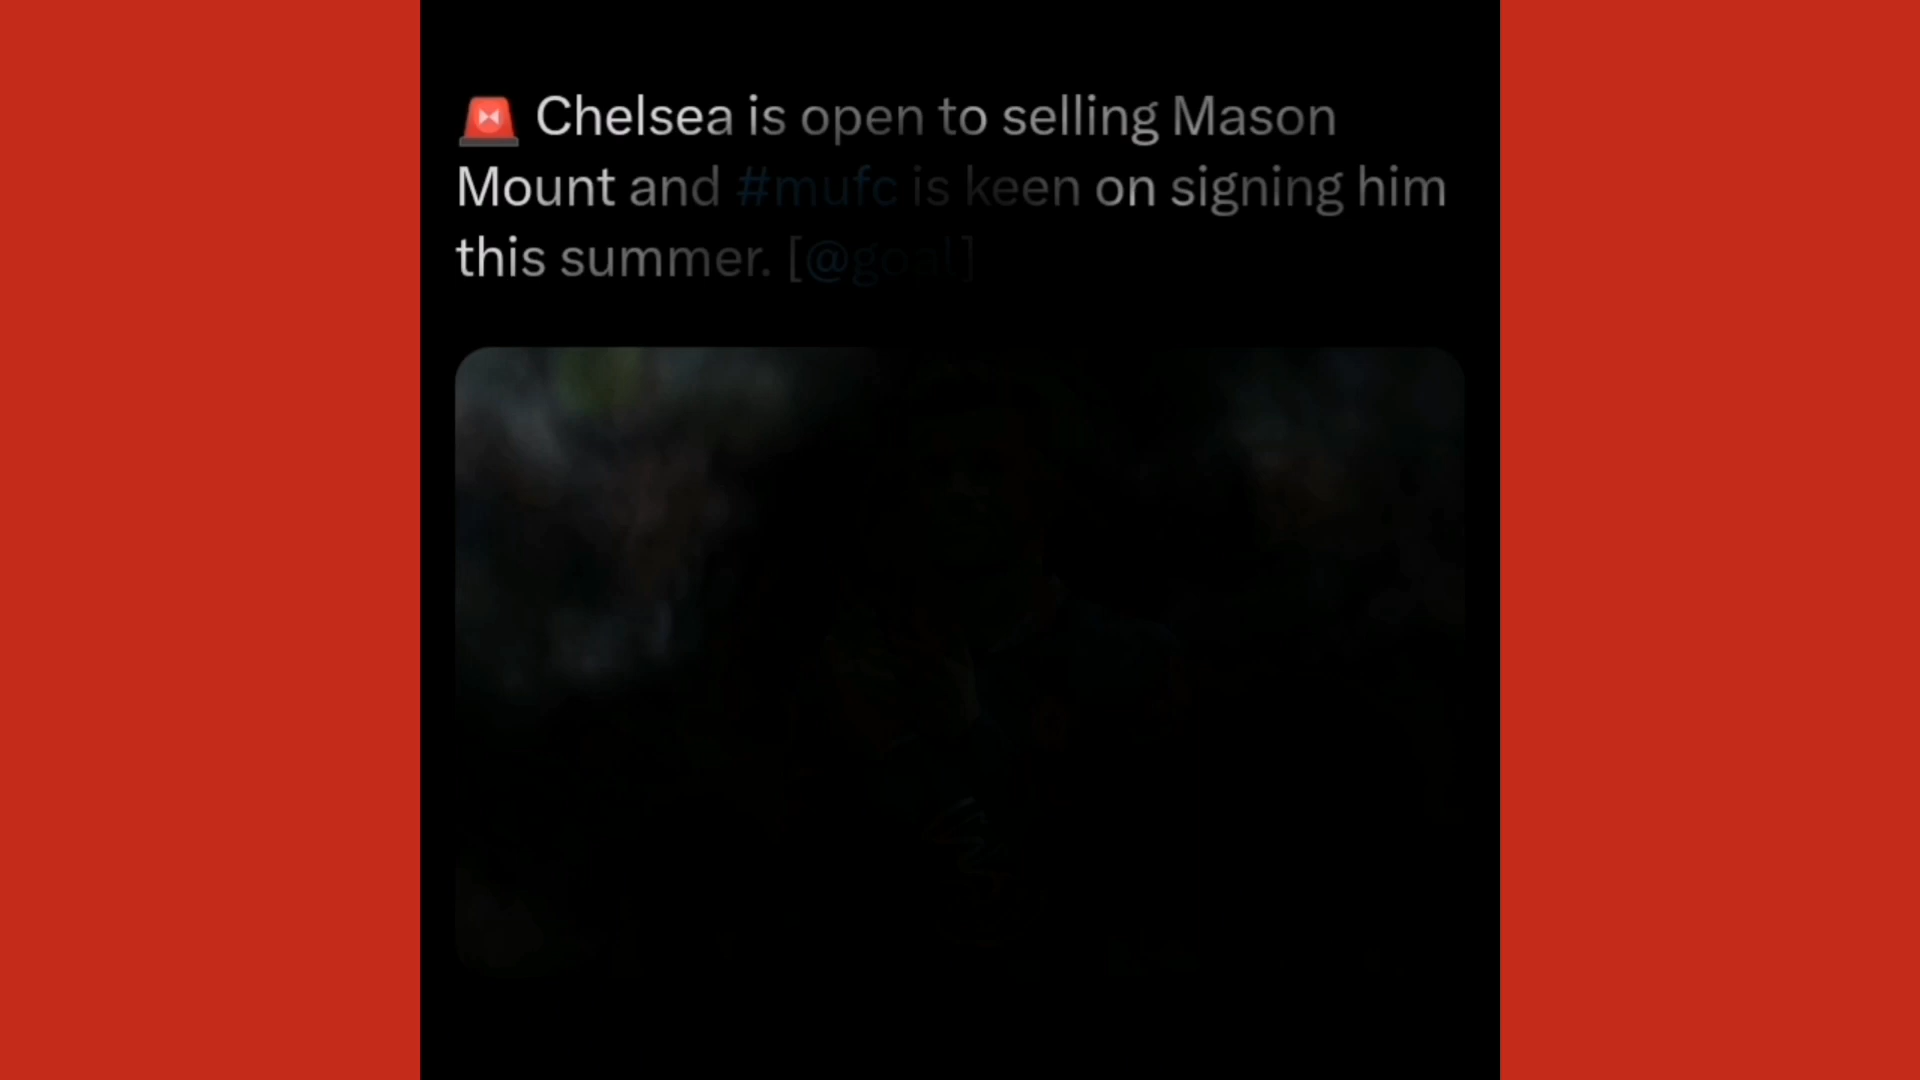 🚨 Chelsea is open to selling Mason
Mount and #mufc is keen on signing him
this summer. [@goal]